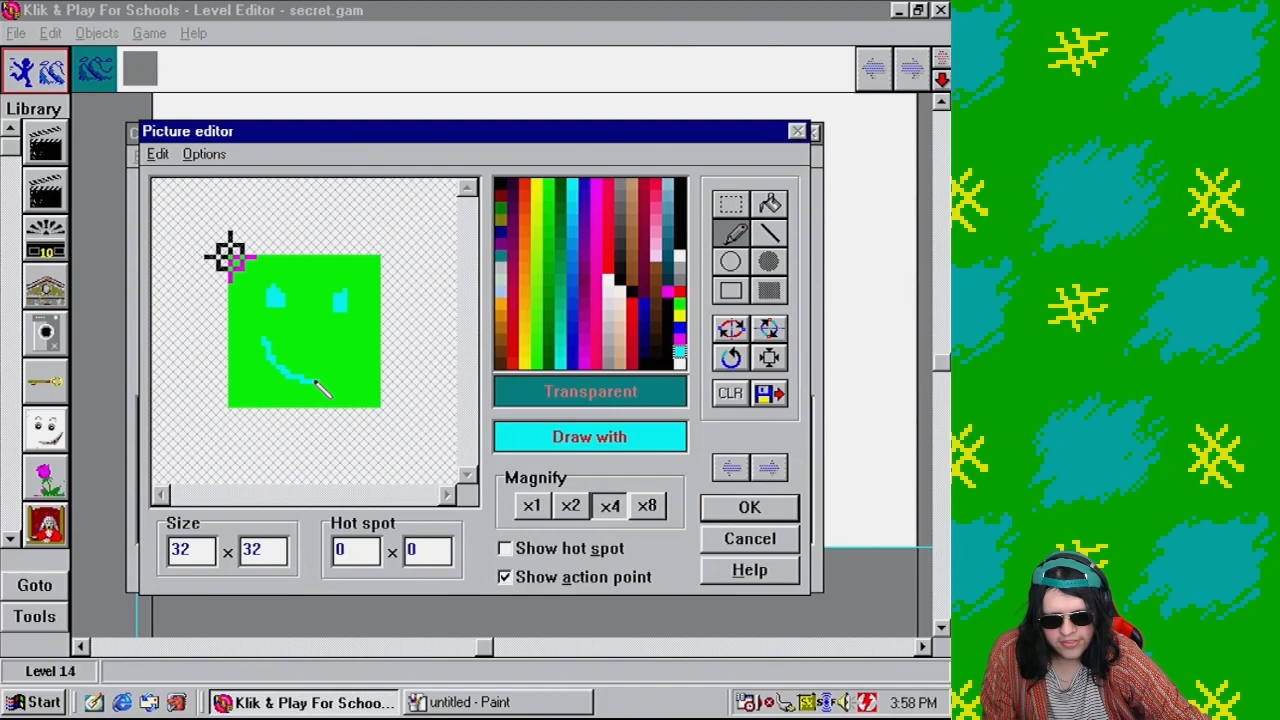 Klik & Play For Schools - Level Editor - secret.gam
File Edit Objects Game Help
Library
10
Picture editor
Edit Options
Transparent
Draw with
Magnify
x1 x2 x4 x8
CLR
Size
32 x 32
Hot spot
0 x 0
Show hot spot
Show action point
OK
Cancel
Help
Goto
Tools
Level 14
Start
Klik & Play For Schoo...
untitled - Paint
3:58 PM